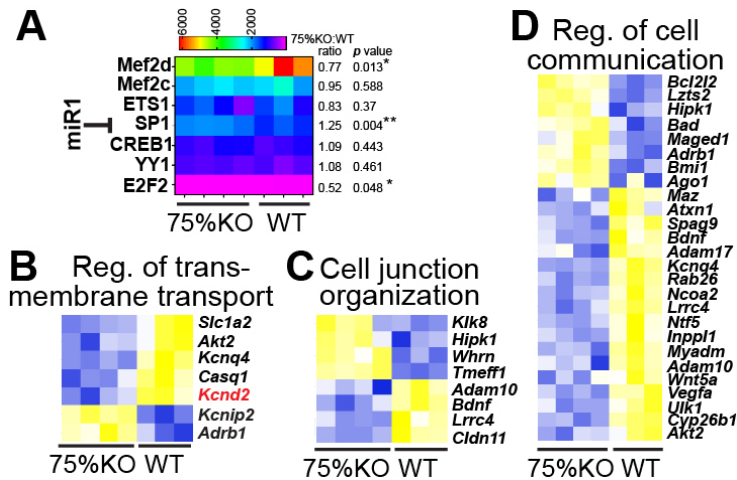 A
6000
4000
2000
75%KO:WT
ratio
p value
Mef2d 0.77 0.013*
Mef2c 0.95 0.588
ETS1 0.83 0.37
SP1 1.25 0.004**
CREB1 1.09 0.443
YY1 1.08 0.461
E2F2 0.52 0.048 *
miR1
75%KO WT
B Reg. of trans-
membrane transport
Slc1a2
Akt2
Kcnq4
Casq1
Kcnd2
Kcnip2
Adrb1
75%KO WT
C Cell junction
organization
Klk8
Hipk1
Whrn
Tmeff1
Adam10
Bdnf
Lrrc4
Cldn11
75%KO WT
D Reg. of cell
communication
Bcl2l2
Lzts2
Hipk1
Bad
Maged1
Adrb1
Bmi1
Ago1
Maz
Atxn1
Spag9
Bdnf
Adam17
Kcnq4
Rab26
Ncoa2
Lrrc4
Ntf5
Inppl1
Myadm
Adam10
Wnt5a
Vegfa
Ulk1
Cyp26b1
Akt2
75%KO WT